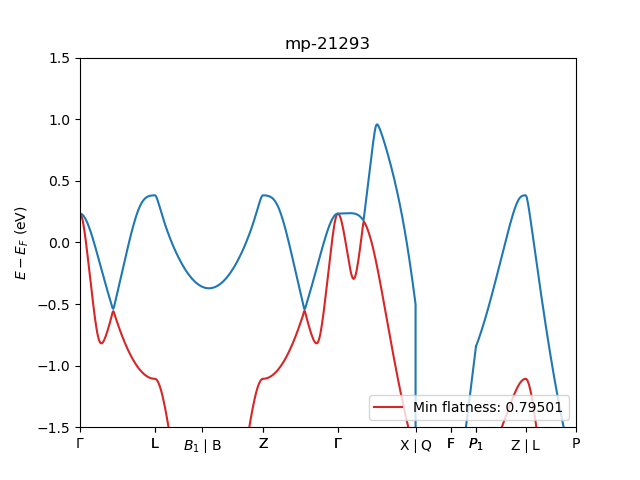 mp-21293
E − E_F (eV)
1.5
1.0
0.5
0.0
−0.5
−1.0
−1.5
Min flatness: 0.79501
Γ L B₁ | B Z Γ X | Q F P₁ Z | L P